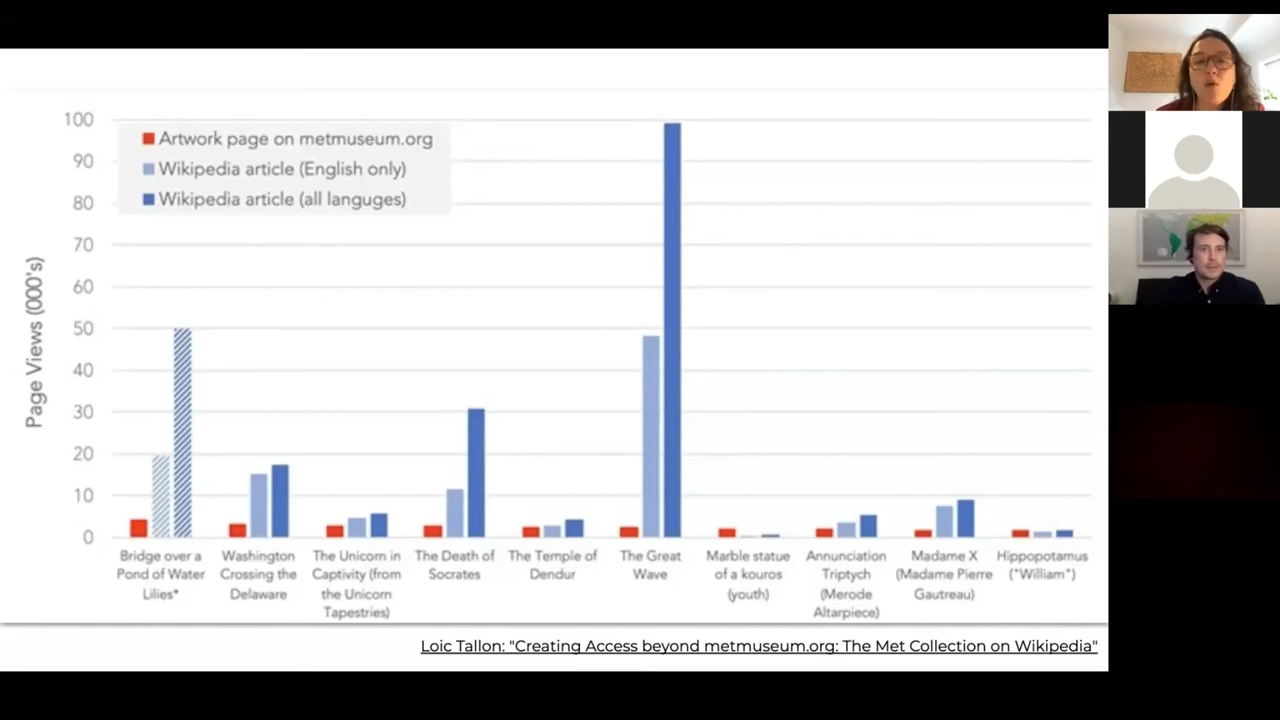 100
90
80
70
60
50
40
30
20
10
0
Page Views (000's)
Artwork page on metmuseum.org
Wikipedia article (English only)
Wikipedia article (all languges)
Bridge over a
Pond of Water
Lilies*
Washington
Crossing the
Delaware
The Unicorn in
Captivity (from
the Unicorn
Tapestries)
The Death of
Socrates
The Temple of
Dendur
The Great
Wave
Marble statue
of a kouros
(youth)
Annunciation
Triptych
(Merode
Altarpiece)
Madame X
(Madame Pierre
Gautreau)
Hippopotamus
("William")
Loic Tallon: "Creating Access beyond metmuseum.org: The Met Collection on Wikipedia"